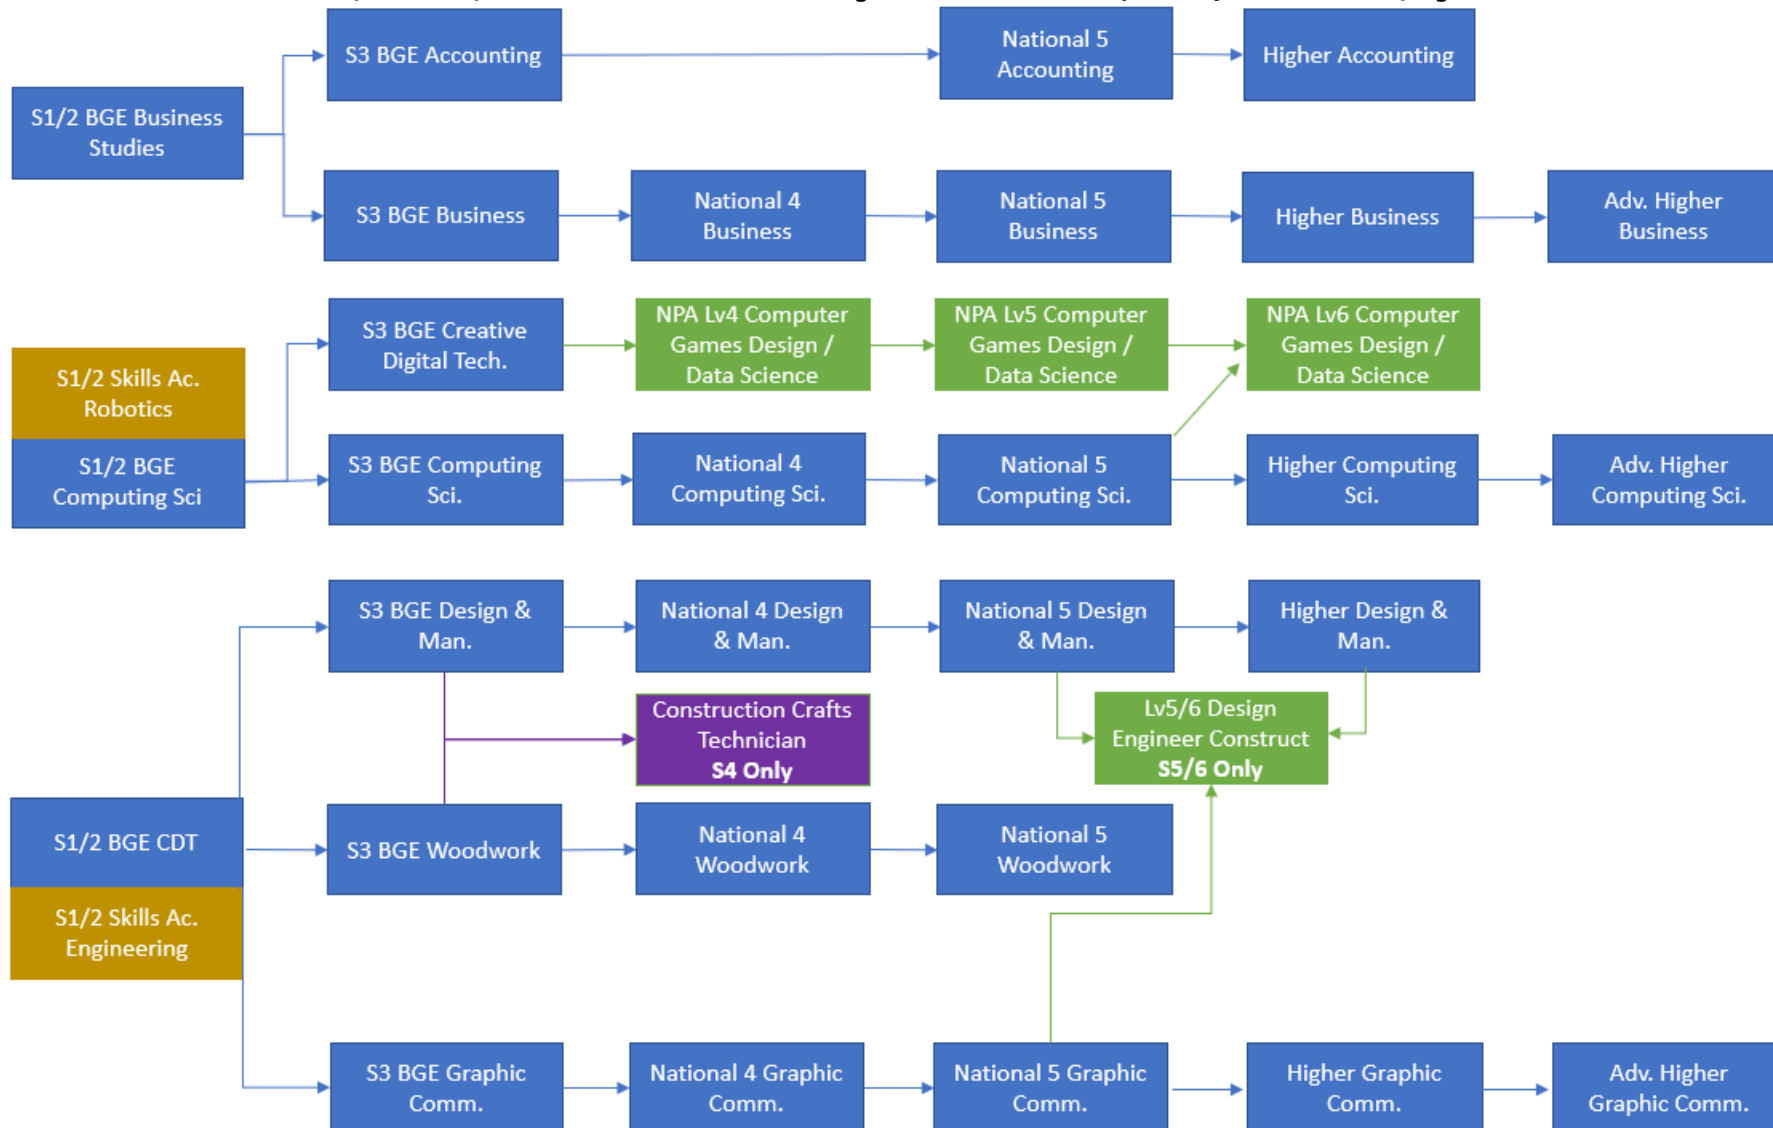 S3 BGE Accounting
National 5
Accounting
Higher Accounting
S1/2 BGE Business
Studies
S3 BGE Business
National 4
Business
National 5
Business
Higher Business
Adv. Higher
Business
S3 BGE Creative
Digital Tech.
NPA Lv4 Computer
Games Design /
Data Science
NPA Lv5 Computer
Games Design /
Data Science
NPA Lv6 Computer
Games Design /
Data Science
S1/2 Skills Ac.
Robotics
S1/2 BGE
Computing Sci
S3 BGE Computing
Sci.
National 4
Computing Sci.
National 5
Computing Sci.
Higher Computing
Sci.
Adv. Higher
Computing Sci.
S3 BGE Design &
Man.
National 4 Design
& Man.
National 5 Design
& Man.
Higher Design &
Man.
Construction Crafts
Technician
S4 Only
Lv5/6 Design
Engineer Construct
S5/6 Only
S1/2 BGE CDT
S3 BGE Woodwork
National 4
Woodwork
National 5
Woodwork
S1/2 Skills Ac.
Engineering
S3 BGE Graphic
Comm.
National 4 Graphic
Comm.
National 5 Graphic
Comm.
Higher Graphic
Comm.
Adv. Higher
Graphic Comm.